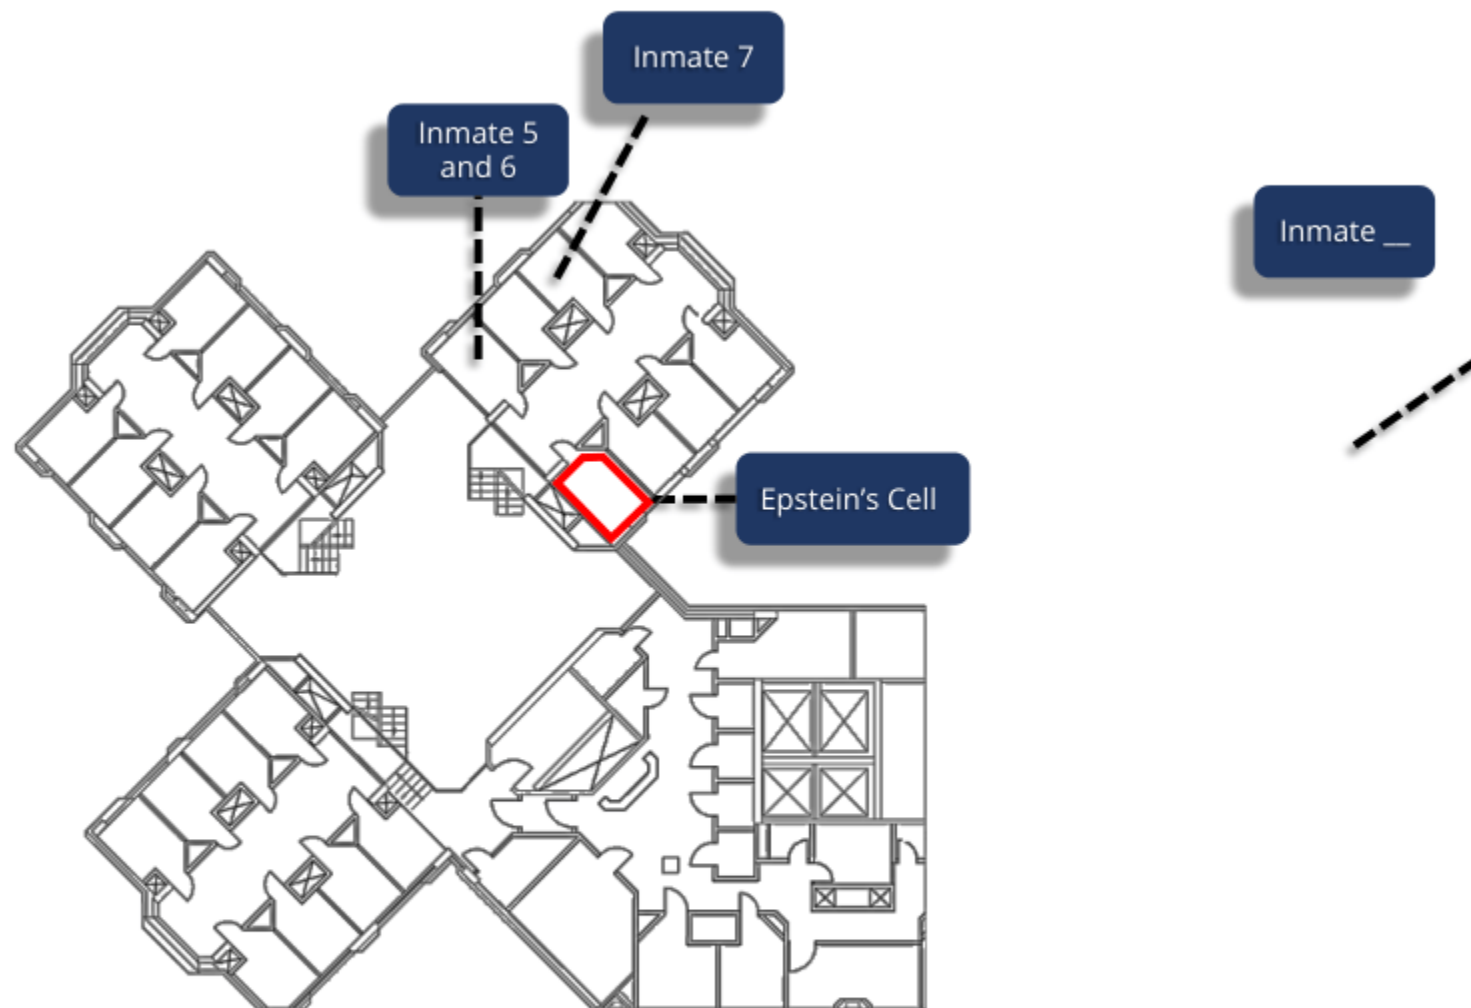 Inmate 7
Inmate 5
and 6
Inmate __
Epstein’s Cell